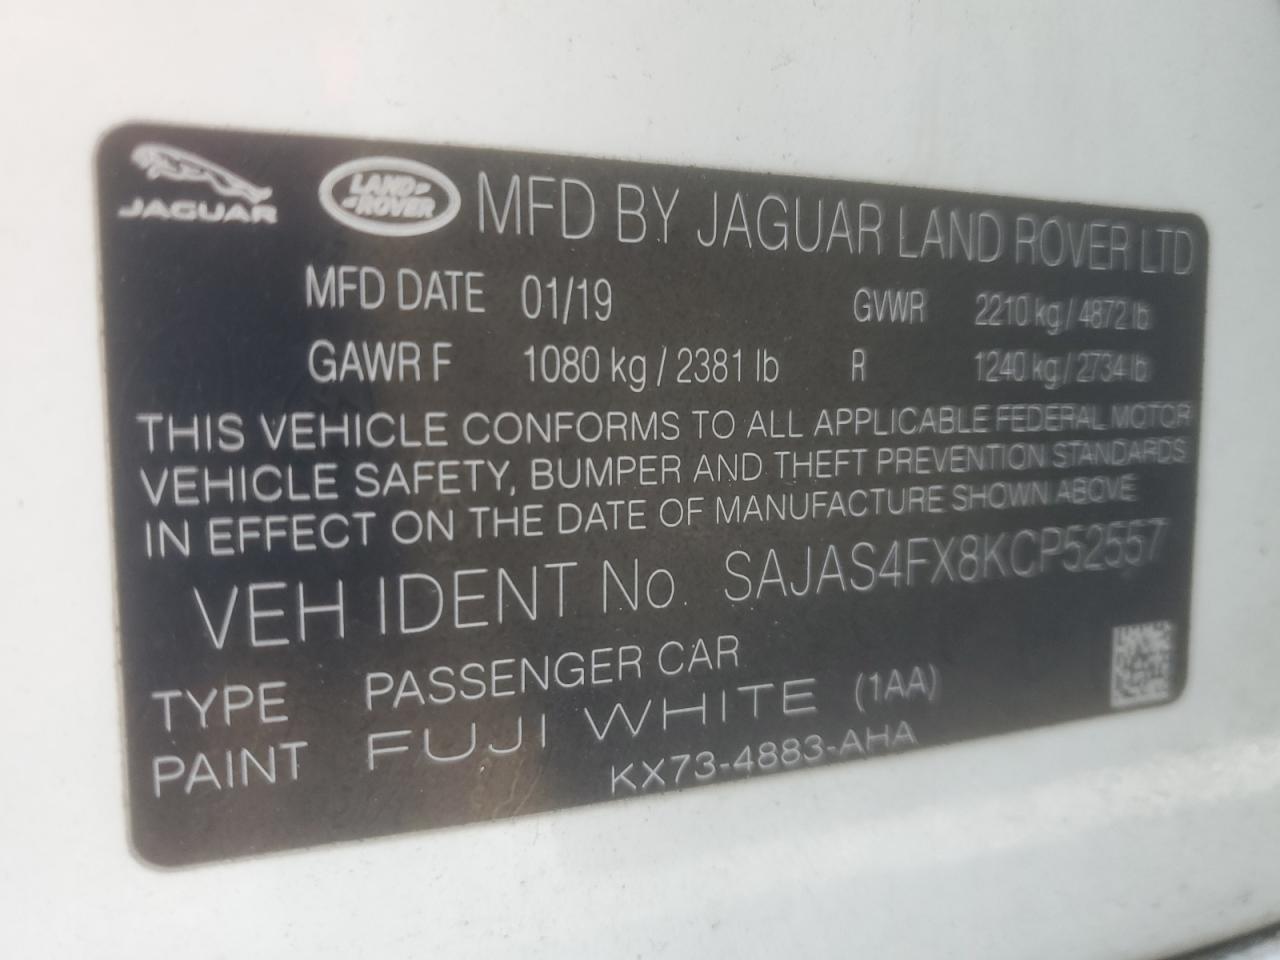 JAGUAR LAND ROVER MFD BY JAGUAR LAND ROVER LTD
MFD DATE 01/19 GVWR 2210 kg / 4872 lb
GAWR F 1080 kg / 2381 lb R 1240 kg / 2734 lb
THIS VEHICLE CONFORMS TO ALL APPLICABLE FEDERAL MOTOR
VEHICLE SAFETY, BUMPER AND THEFT PREVENTION STANDARDS
IN EFFECT ON THE DATE OF MANUFACTURE SHOWN ABOVE
VEH IDENT No. SAJAS4FX8KCP52557
TYPE PASSENGER CAR
PAINT FUJI WHITE (1AA)
KX73-4883-AHA